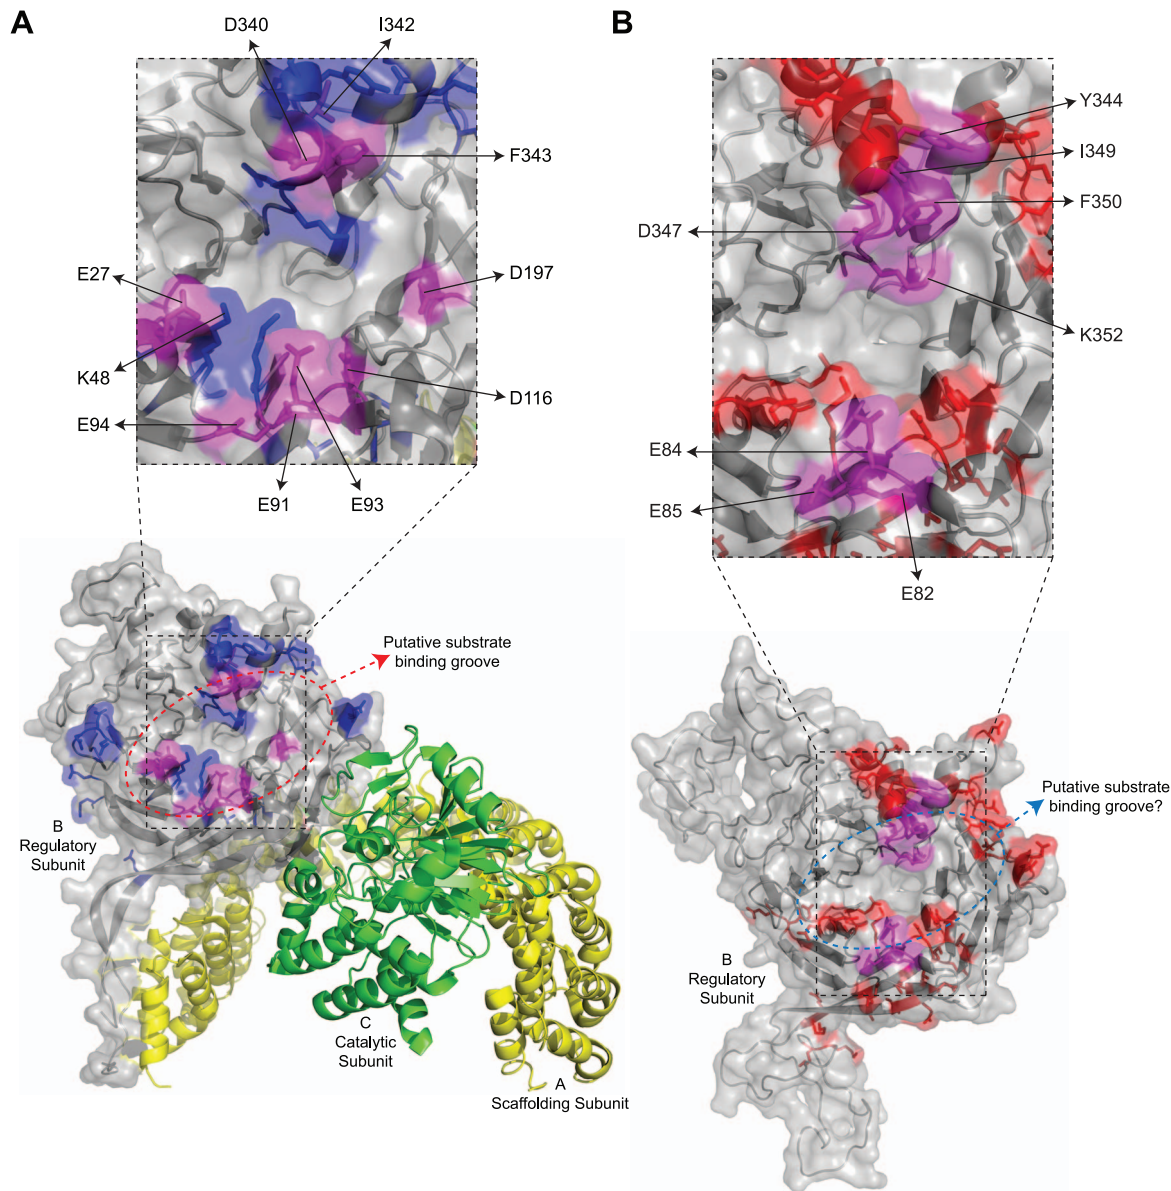 A
D340
I342
F343
E27
D197
K48
D116
E94
E91
E93
Putative substrate
binding groove
B
Regulatory
Subunit
C
Catalytic
Subunit
A
Scaffolding Subunit
B
Y344
I349
F350
D347
K352
E84
E85
E82
Putative substrate
binding groove?
B
Regulatory
Subunit